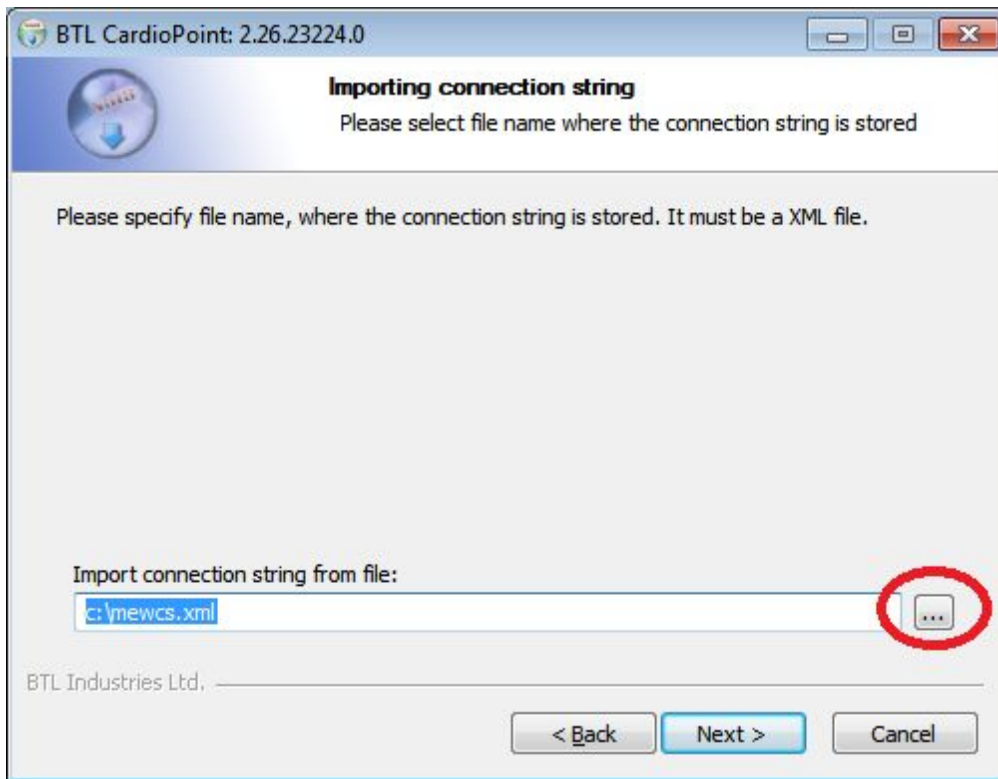 BTL CardioPoint: 2.26.23224.0
Importing connection string
Please select file name where the connection string is stored
Please specify file name, where the connection string is stored. It must be a XML file.
Import connection string from file:
c:\mewcs.xml
...
BTL Industries Ltd.
< Back
Next >
Cancel